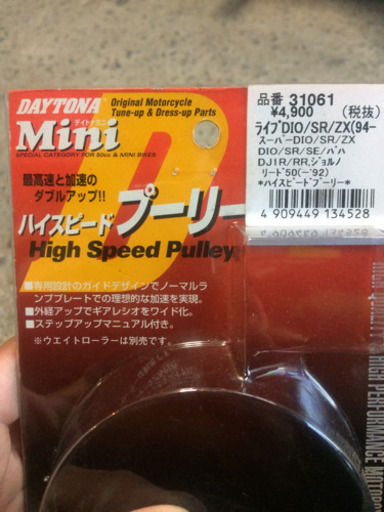 DAYTONA
デイトナミニ
Mini
Original Motorcycle
Tune-up & Dress-up Parts
SPECIAL CATEGORY FOR 50cc & MINI BIKES
最高速と加速の
ダブルアップ!!
ハイスピード プーリー
High Speed Pulley
■専用設計のガイドデザインでノーマルラ
ンププレートでの理想的な加速を実現。
■外径アップでギアレシオをワイド化。
■ステップアップマニュアル付き。
※ウエイトローラーは別売です。
品番 31061
¥4,900 (税抜)
ライブDIO/SR/ZX(94-
スーパーDIO/SR/ZX
DIO/SR/SE/バハ
DJ1R/RR,ジョルノ
リード50(-'92)
*ハイスピードプーリー*
4 909449 134528
HIGH PERFORMANCE MOTOR